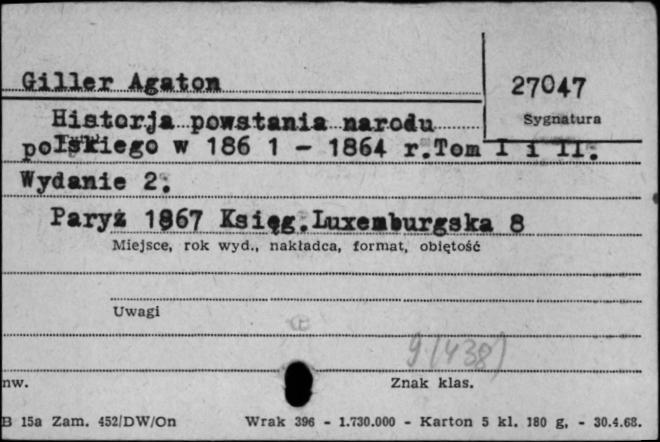 Giller Agaton
27047
Sygnatura
Historja powstania narodu
polskiego w 186 1 - 1864 r.Tom I i II.
Tytuł
Wydanie 2.
Paryż 1867 Księg.Luxemburgska 8
Miejsce, rok wyd., nakładca, format, objętość
Uwagi
9(438)
nw.
Znak klas.
B 15a Zam. 452/DW/On Wrak 396 - 1.730.000 - Karton 5 kl. 180 g. - 30.4.68.